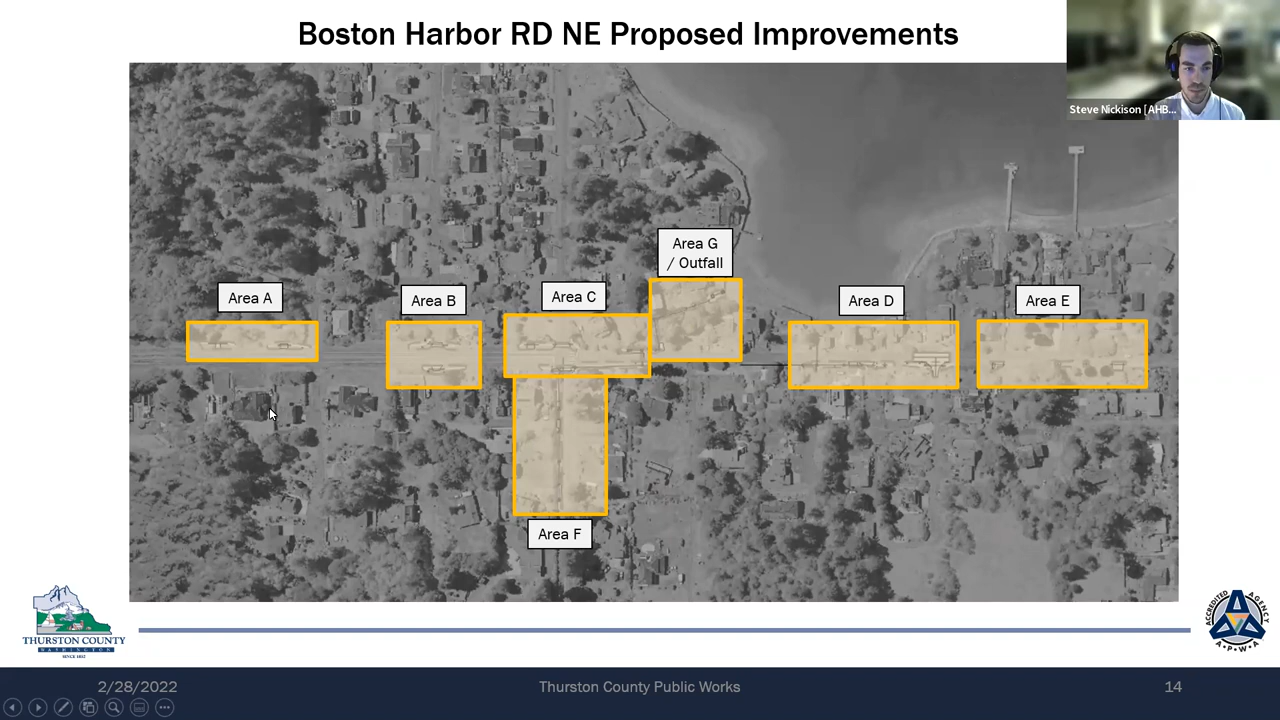 Boston Harbor RD NE Proposed Improvements
Steve Nickison [AHB...
Area G
/ Outfall
Area A
Area B
Area C
Area D
Area E
Area F
THURSTON COUNTY
WASHINGTON
SINCE 1852
ACCREDITED AGENCY
A•P•W•A
2/28/2022
Thurston County Public Works
14